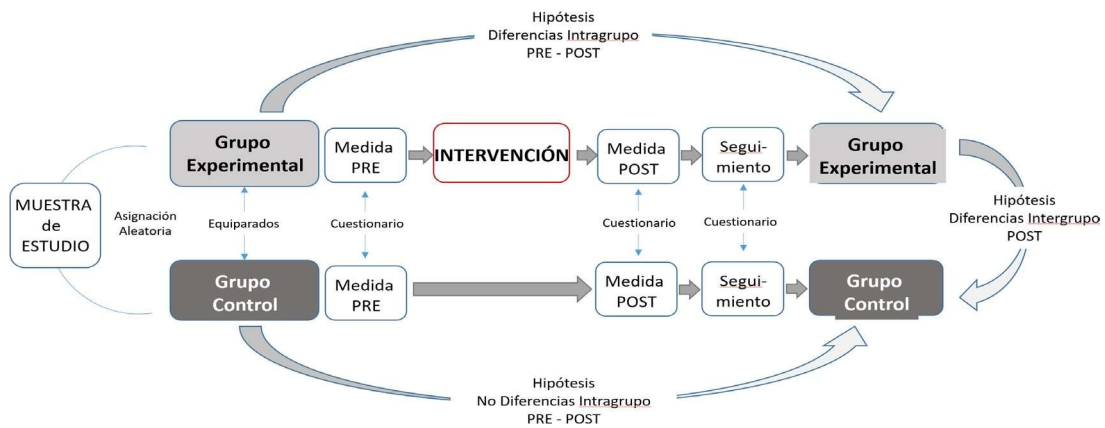 Hipótesis
Diferencias Intragrupo
PRE - POST
Grupo
Experimental
Medida
PRE
INTERVENCIÓN
Medida
POST
Segui-
miento
Grupo
Experimental
MUESTRA
de
ESTUDIO
Asignación
Aleatoria
Equiparados
Cuestionario
Cuestionario
Cuestionario
Hipótesis
Diferencias Intergrupo
POST
Grupo
Control
Medida
PRE
Medida
POST
Segui-
miento
Grupo
Control
Hipótesis
No Diferencias Intragrupo
PRE - POST